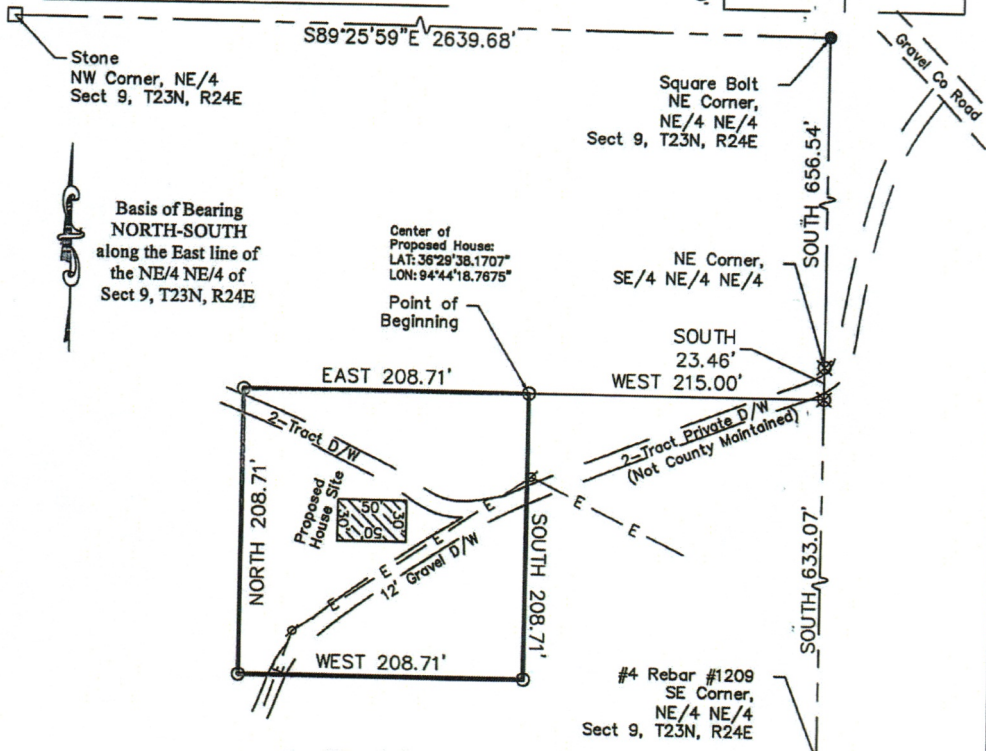 S89°25'59"E 2639.68'
Stone
NW Corner, NE/4
Sect 9, T23N, R24E
Square Bolt
NE Corner,
NE/4 NE/4
Sect 9, T23N, R24E
Gravel Co Road
SOUTH 656.54'
Basis of Bearing
NORTH-SOUTH
along the East line of
the NE/4 NE/4 of
Sect 9, T23N, R24E
Center of
Proposed House:
LAT: 36°29'38.1707"
LON: 94°44'18.7675"
Point of
Beginning
NE Corner,
SE/4 NE/4 NE/4
SOUTH
23.46'
WEST 215.00'
EAST 208.71'
2-Tract D/W
2-Tract Private D/W
(Not County Maintained)
Proposed
House Site
50'
30'
30'
50'
NORTH 208.71'
SOUTH 208.71'
E
E
E
E
E
E
E
12' Gravel D/W
WEST 208.71'
SOUTH 633.07'
#4 Rebar #1209
SE Corner,
NE/4 NE/4
Sect 9, T23N, R24E